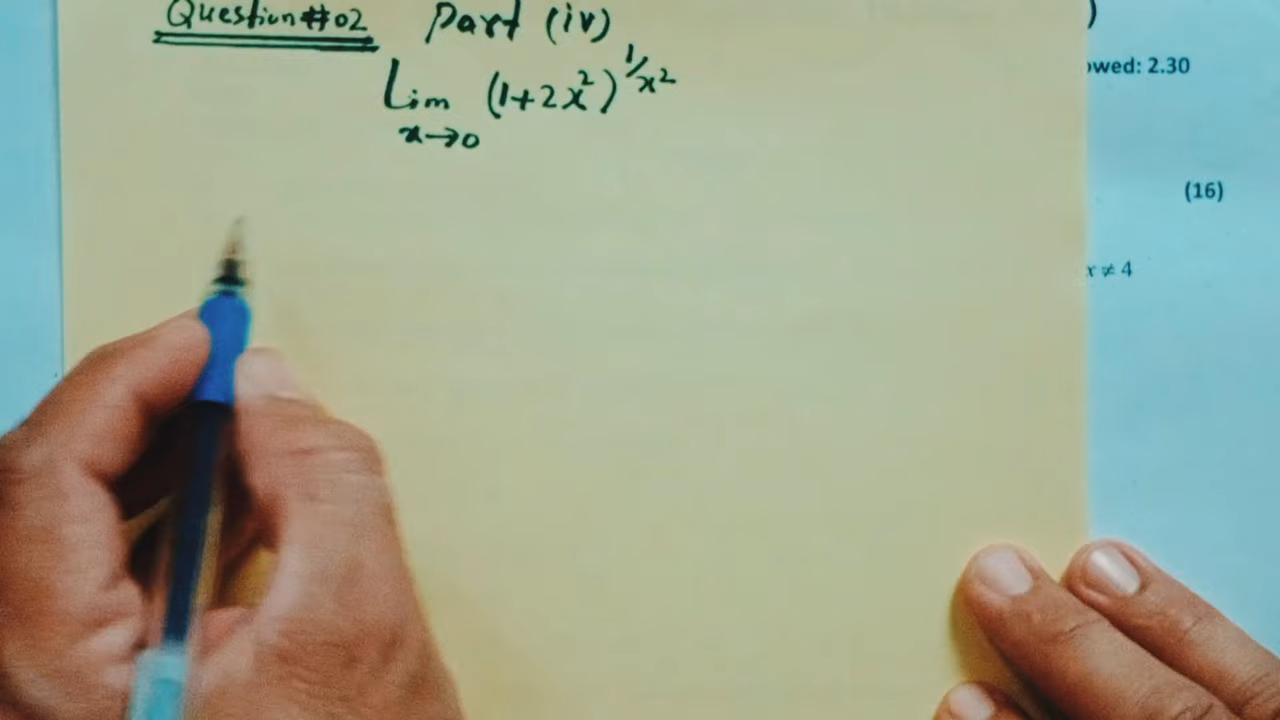 Question#02 Part (iv)
Lim (1+2x²)^1/x²
x→0
)
owed: 2.30
(16)
x ≠ 4